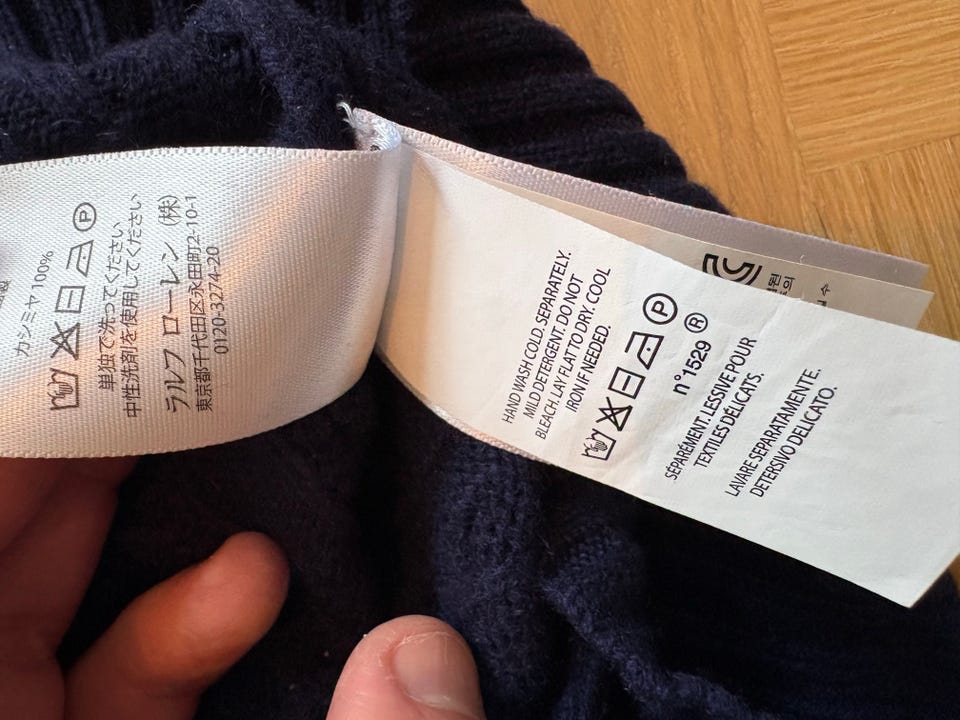 カシミヤ 100%
単独で洗ってください
中性洗剤を使用してください
ラルフ ローレン (株)
東京都千代田区永田町2-10-1
0120-3274-20
HAND WASH COLD. SEPARATELY.
MILD DETERGENT. DO NOT
BLEACH. LAY FLAT TO DRY. COOL
IRON IF NEEDED.
P
P
n°1529 ®
SÉPARÉMENT. LESSIVE POUR
TEXTILES DÉLICATS.
LAVARE SEPARATAMENTE.
DETERSIVO DELICATO.